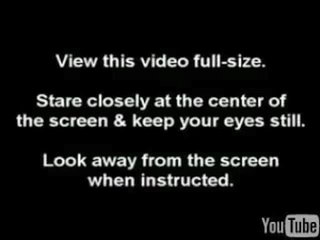 View this video full-size.
Stare closely at the center of
the screen & keep your eyes still.
Look away from the screen
when instructed.
YouTube